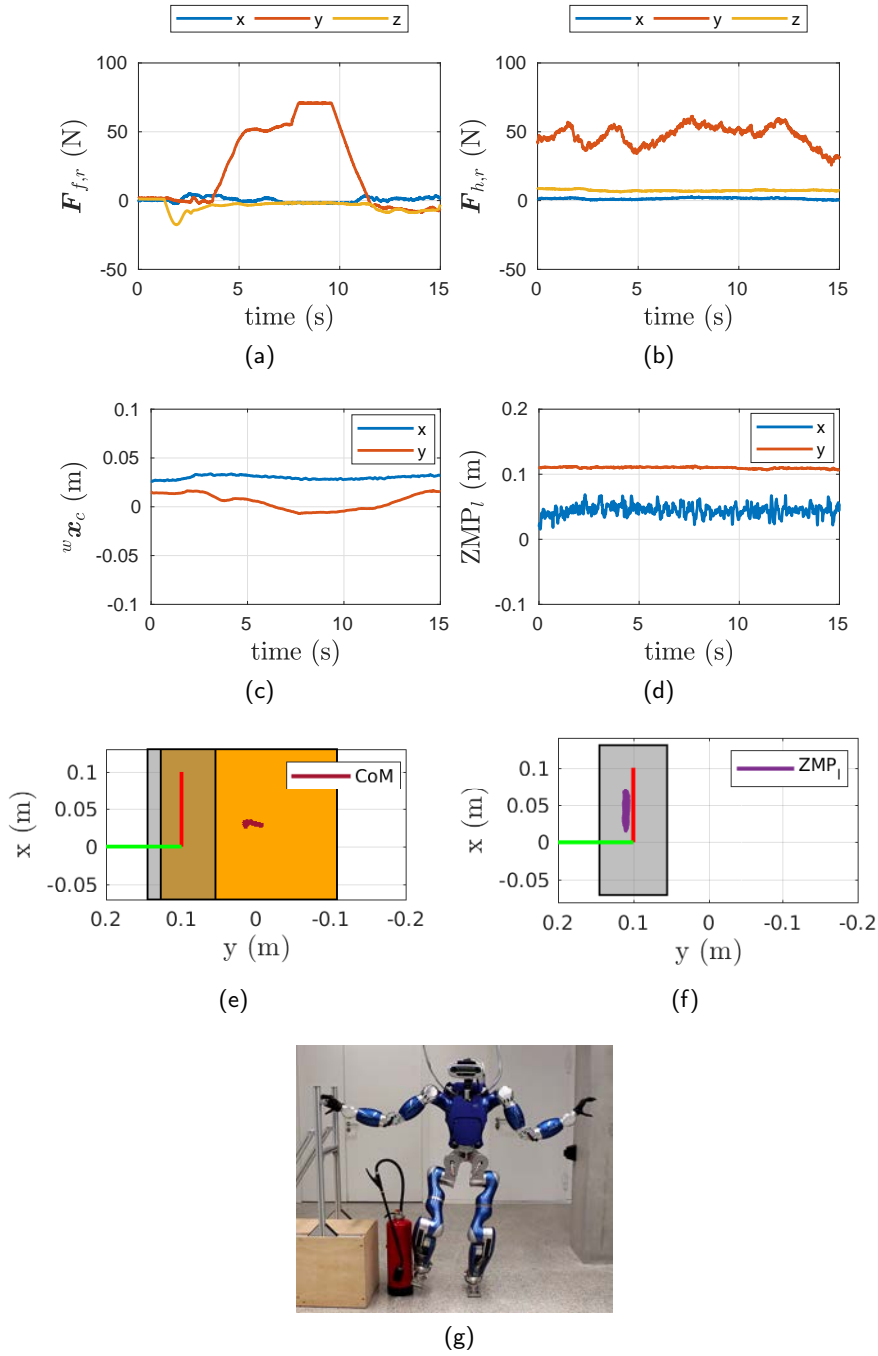 x y z
x y z
100
50
0
-50
F_{f,r} (N)
0 5 10 15
time (s)
(a)
100
50
0
-50
F_{h,r} (N)
0 5 10 15
time (s)
(b)
0.1
0.05
0
-0.05
-0.1
^w x_c (m)
x
y
0 5 10 15
time (s)
(c)
0.2
0.1
0
-0.1
ZMP_l (m)
x
y
0 5 10 15
time (s)
(d)
0.1
0.05
0
-0.05
x (m)
CoM
0.2 0.1 0 -0.1 -0.2
y (m)
(e)
0.1
0.05
0
-0.05
x (m)
ZMP_l
0.2 0.1 0 -0.1 -0.2
y (m)
(f)
(g)